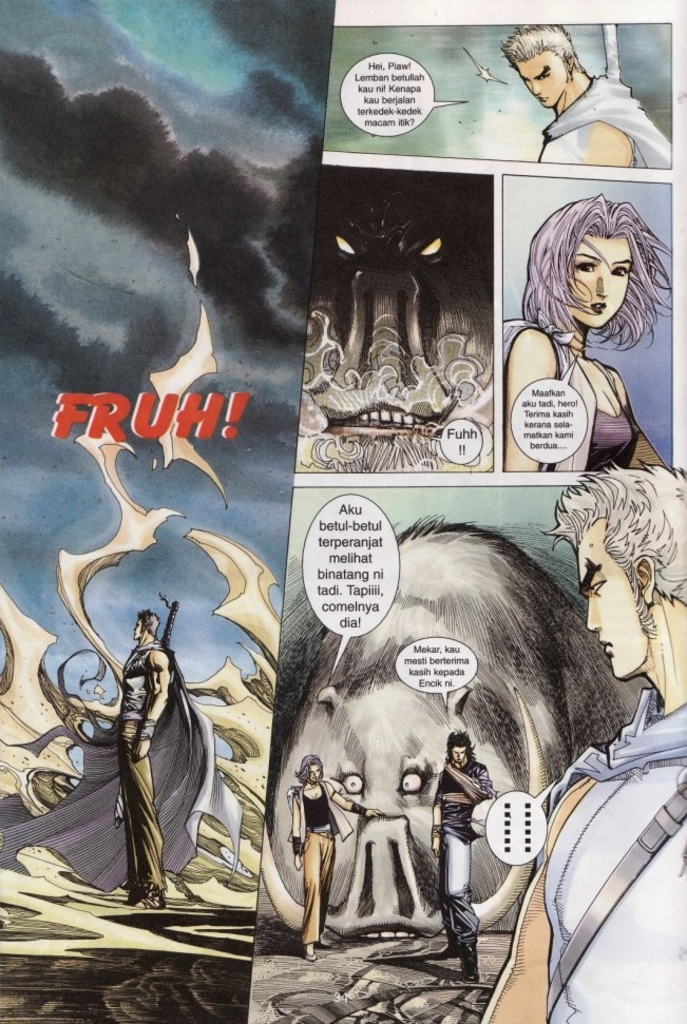 FRUH!
Hei, Piaw!
Lemban betullah
kau ni! Kenapa
kau berjalan
terkedek-kedek
macam itik?
Fuhh
!!
Maafkan
aku tadi, hero!
Terima kasih
kerana sela-
matkan kami
berdua....
Aku
betul-betul
terperanjat
melihat
binatang ni
tadi. Tapiiii,
comelnya
dia!
Mekar, kau
mesti berterima
kasih kepada
Encik ni.
34